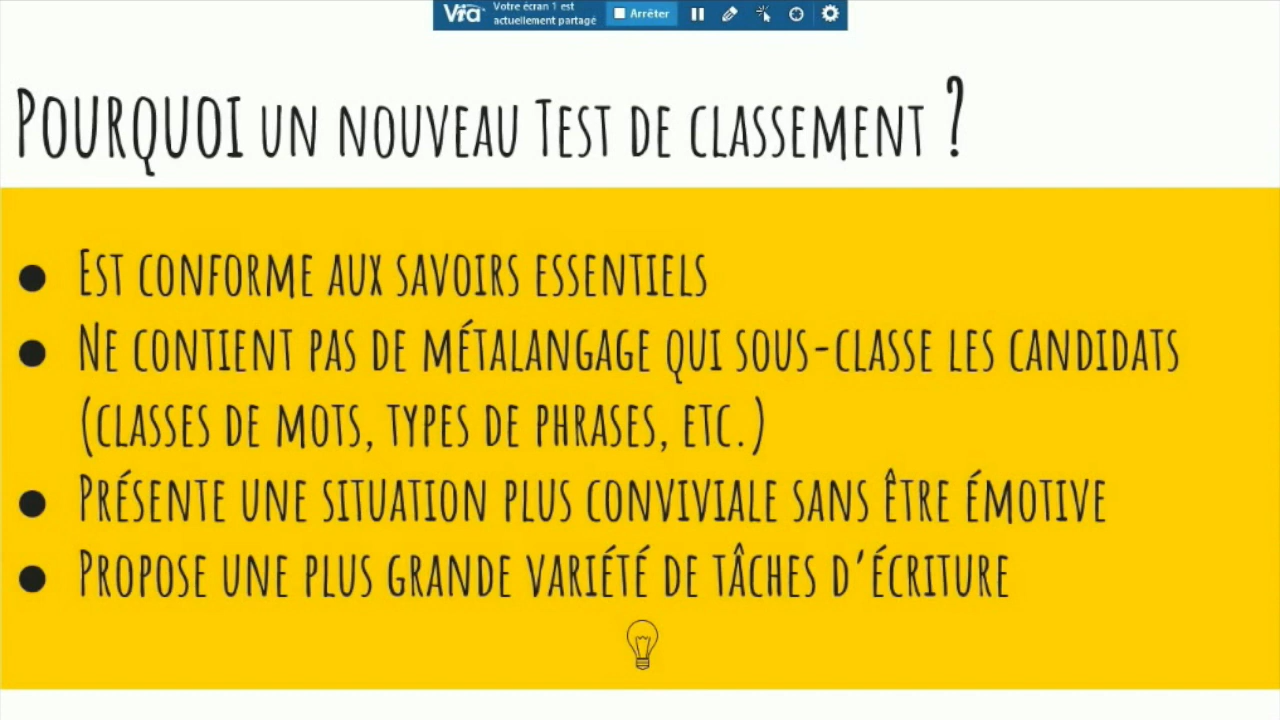 Via
Votre écran 1 est
actuellement partagé
Arrêter
Pourquoi un nouveau Test de classement ?
● Est conforme aux savoirs essentiels
● Ne contient pas de métalangage qui sous-classe les candidats
(classes de mots, types de phrases, etc.)
● Présente une situation plus conviviale sans être émotive
● Propose une plus grande variété de tâches d'écriture